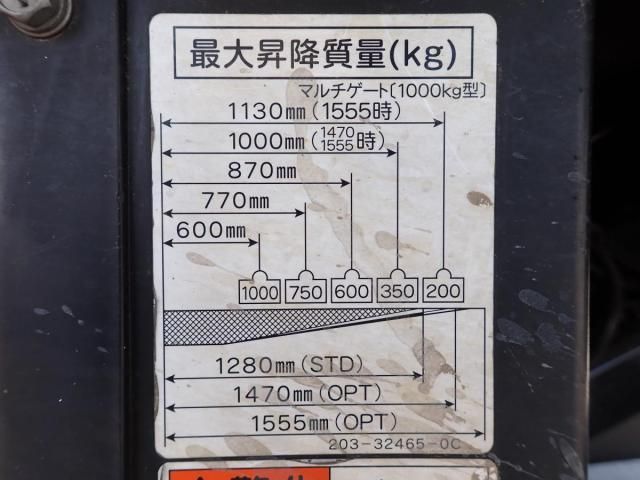 最大昇降質量(kg)
マルチゲート〔1000kg型〕
1130㎜(1555時)
1000㎜(1470 1555時)
870㎜
770㎜
600㎜
1000 750 600 350 200
1280㎜(STD)
1470㎜(OPT)
1555㎜(OPT)
203-32465-0C